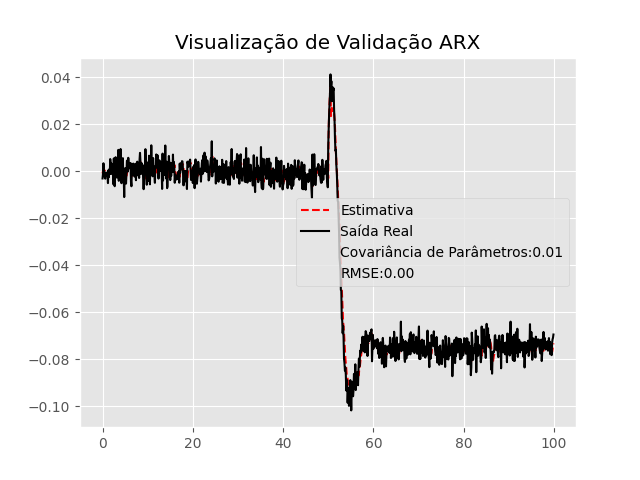 Visualização de Validação ARX
0.04
0.02
0.00
−0.02
−0.04
−0.06
−0.08
−0.10
Estimativa
Saída Real
Covariância de Parâmetros:0.01
RMSE:0.00
0 20 40 60 80 100